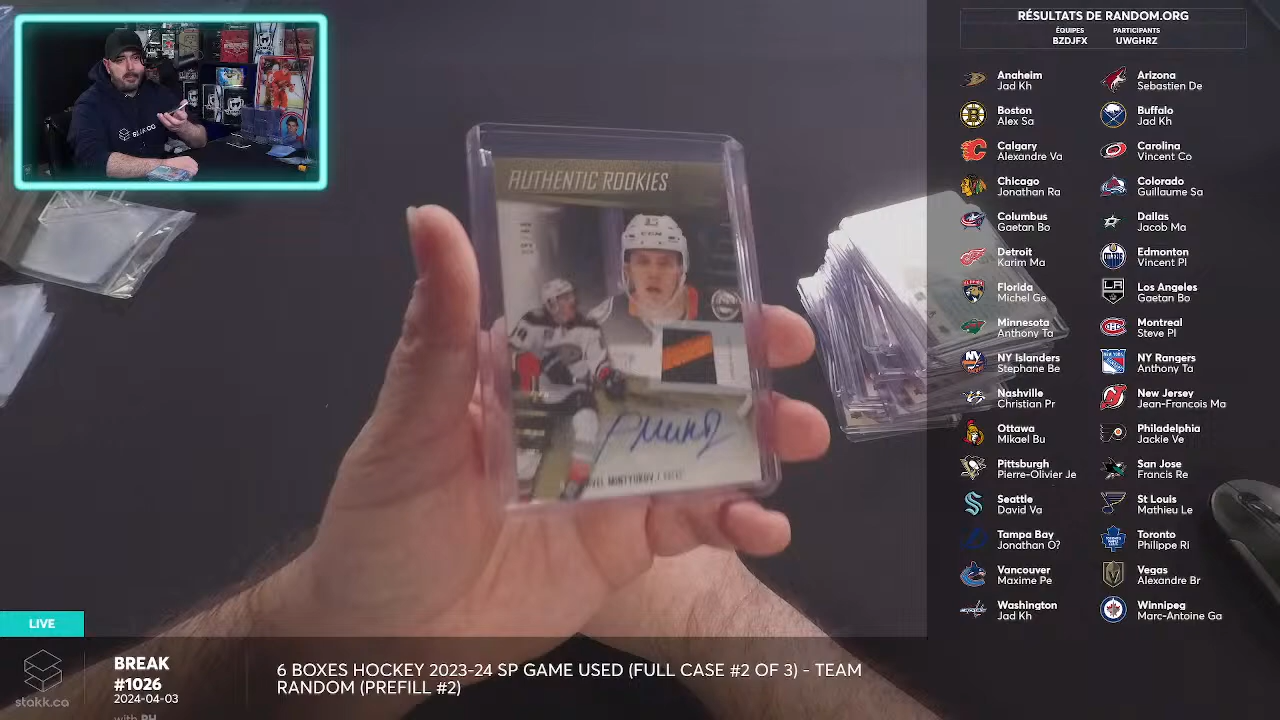 RÉSULTATS DE RANDOM.ORG
ÉQUIPES
PARTICIPANTS
BZDJFX
UWGHRZ
Anaheim
Jad Kh
Arizona
Sebastien De
Boston
Alex Sa
Buffalo
Jad Kh
Calgary
Alexandre Va
Carolina
Vincent Co
Chicago
Jonathan Ra
Colorado
Guillaume Sa
Columbus
Gaetan Bo
Dallas
Jacob Ma
Detroit
Karim Ma
Edmonton
Vincent Pl
Florida
Michel Ge
Los Angeles
Gaetan Bo
Minnesota
Anthony Ta
Montreal
Steve Pl
NY Islanders
Stephane Be
NY Rangers
Anthony Ta
Nashville
Christian Pr
New Jersey
Jean-Francois Ma
Ottawa
Mikael Bu
Philadelphia
Jackie Ve
Pittsburgh
Pierre-Olivier Je
San Jose
Francis Re
Seattle
David Va
St Louis
Mathieu Le
Tampa Bay
Jonathan O?
Toronto
Philippe Ri
Vancouver
Maxime Pe
Vegas
Alexandre Br
Washington
Jad Kh
Winnipeg
Marc-Antoine Ga
AUTHENTIC ROOKIES
CCM
MINTYUKOV
LIVE
stakk.ca
BREAK
#1026
2024-04-03
with PH
6 BOXES HOCKEY 2023-24 SP GAME USED (FULL CASE #2 OF 3) - TEAM
RANDOM (PREFILL #2)